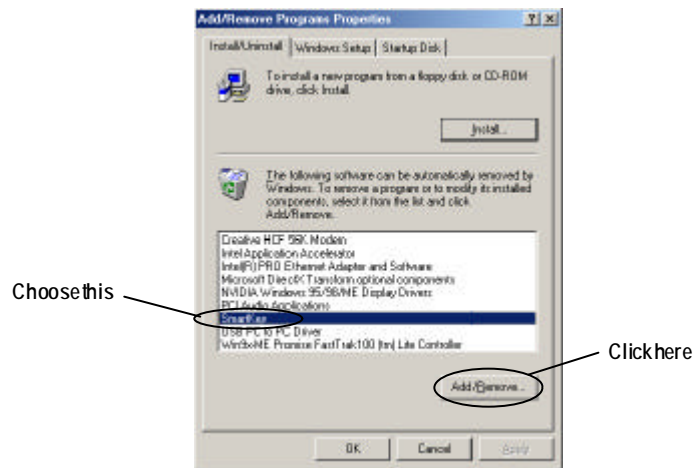 Add/Remove Programs Properties
Install/Uninstall
Windows Setup
Startup Disk
To install a new program from a floppy disk or CD-ROM
drive, click Install.
Install...
The following software can be automatically removed by
Windows. To remove a program or to modify its installed
components, select it from the list and click
Add/Remove.
Creative HCF 56K Modem
Intel Application Accelerator
Intel(R) PRO Ethernet Adapter and Software
Microsoft DirectX Transform optional components
NVIDIA Windows 95/98/ME Display Drivers
PCI Audio Applications
Choosethis
SmartKey
USB PC to PC Driver
Win9x-ME Promise FastTrak100 (tm) Lite Controller
Clickhere
Add/Remove...
OK
Cancel
Apply